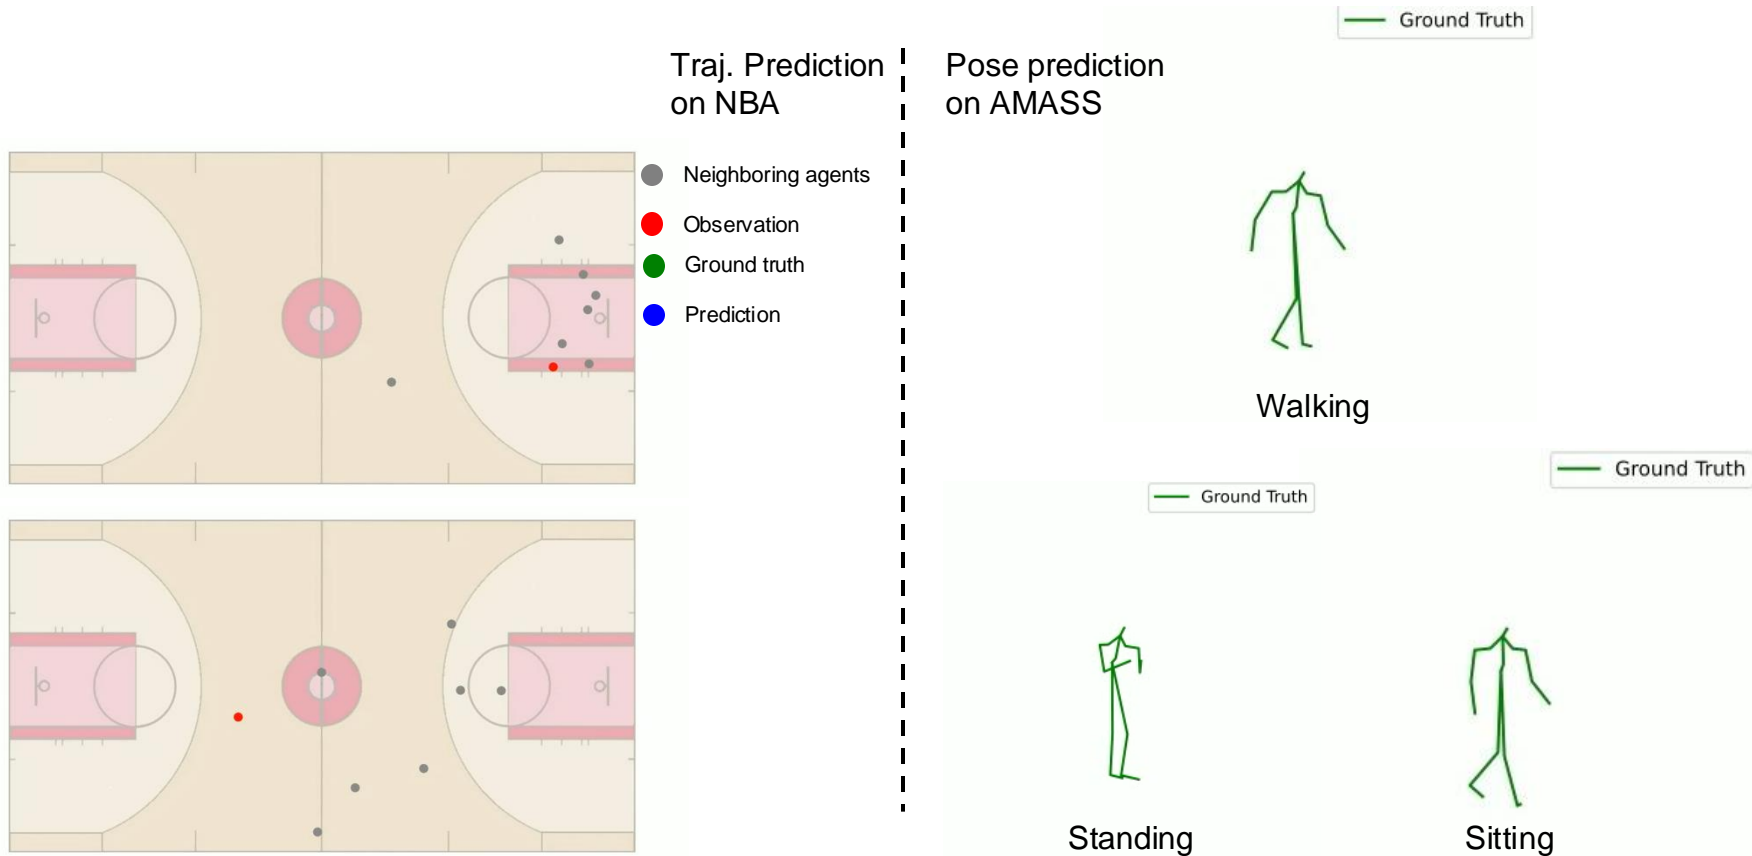 Ground Truth
Traj. Prediction
on NBA
Pose prediction
on AMASS
Neighboring agents
Observation
Ground truth
Prediction
Walking
Ground Truth
Ground Truth
Standing
Sitting